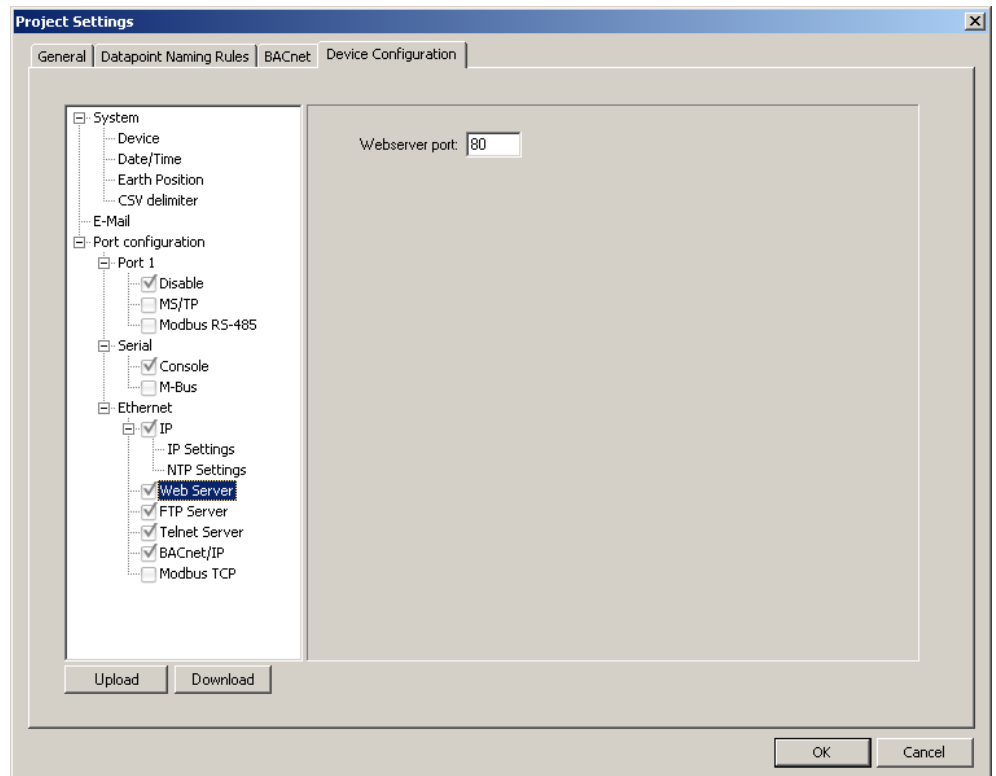 Project Settings
General Datapoint Naming Rules BACnet Device Configuration
System
Device
Date/Time
Earth Position
CSV delimiter
E-Mail
Port configuration
Port 1
Disable
MS/TP
Modbus RS-485
Serial
Console
M-Bus
Ethernet
IP
IP Settings
NTP Settings
Web Server
FTP Server
Telnet Server
BACnet/IP
Modbus TCP
Webserver port: 80
Upload Download
OK Cancel